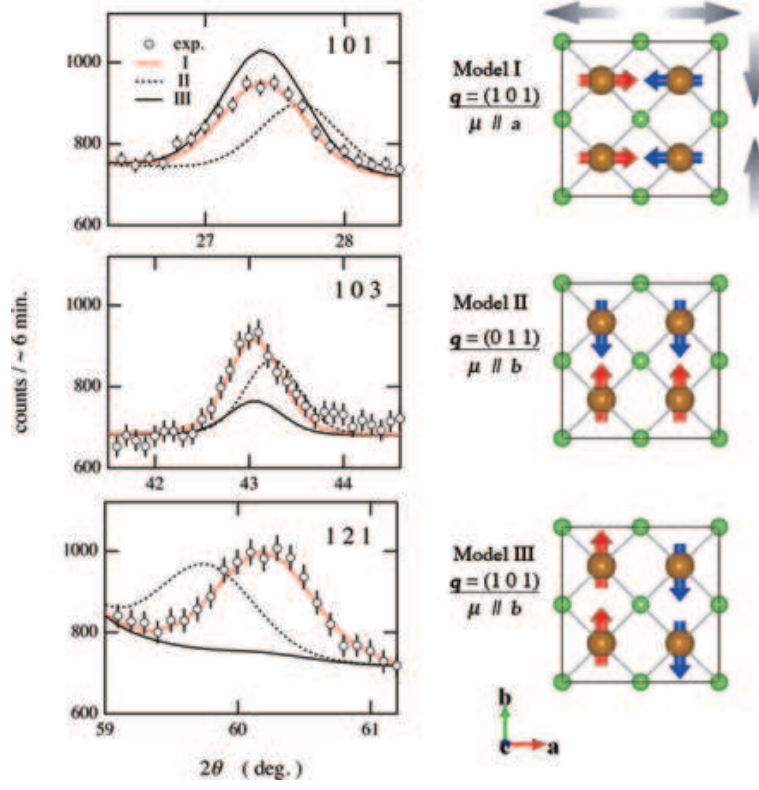 1 0 1
exp.
I
II
III
1000
800
600
27
28
Model I
q = (1 0 1)
μ // a
1 0 3
1000
800
600
42
43
44
counts / ~ 6 min.
Model II
q = (0 1 1)
μ // b
1 2 1
1000
800
600
59
60
61
2θ ( deg. )
Model III
q = (1 0 1)
μ // b
b
c
a